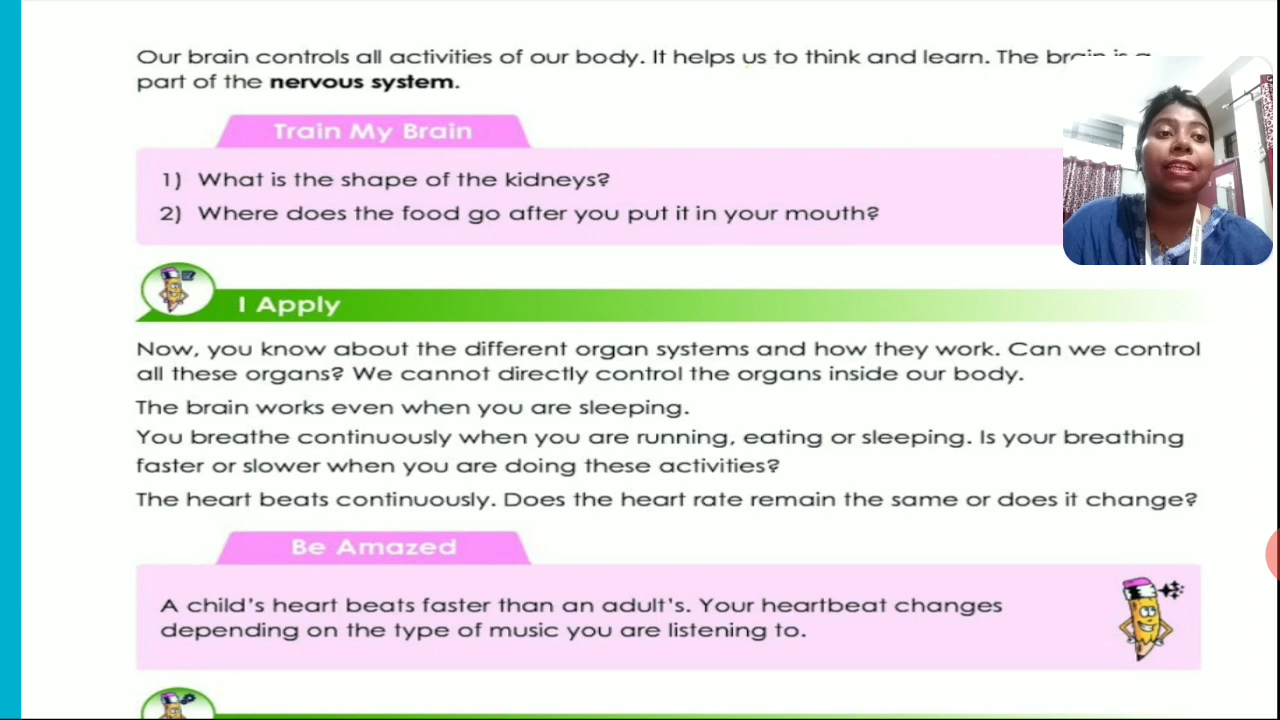 Our brain controls all activities of our body. It helps us to think and learn. The brain is a
part of the nervous system.
Train My Brain
1) What is the shape of the kidneys?
2) Where does the food go after you put it in your mouth?
I Apply
Now, you know about the different organ systems and how they work. Can we control
all these organs? We cannot directly control the organs inside our body.
The brain works even when you are sleeping.
You breathe continuously when you are running, eating or sleeping. Is your breathing
faster or slower when you are doing these activities?
The heart beats continuously. Does the heart rate remain the same or does it change?
Be Amazed
A child's heart beats faster than an adult's. Your heartbeat changes
depending on the type of music you are listening to.